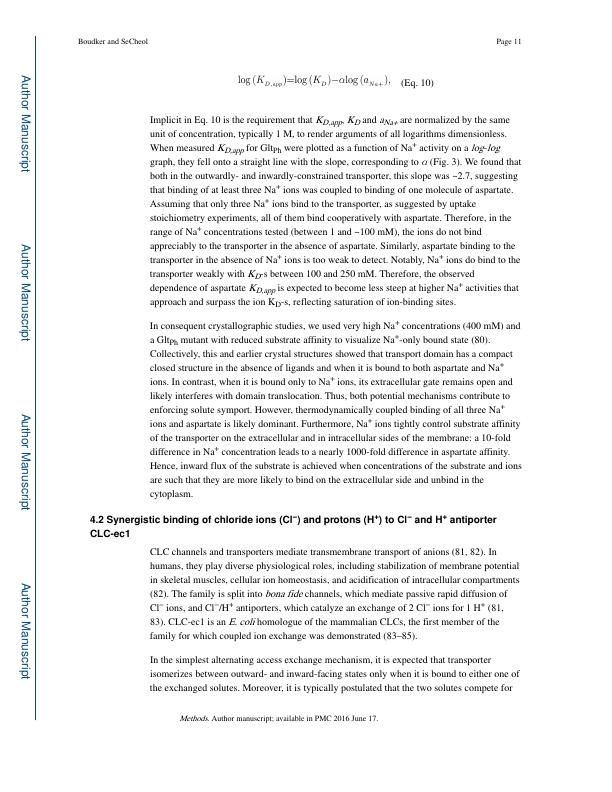 Boudker and SeCheol
Page 11
log (K_D,app)=log (K_D)−αlog (a_Na+), (Eq. 10)
Implicit in Eq. 10 is the requirement that K_D,app, K_D and a_Na+ are normalized by the same
unit of concentration, typically 1 M, to render arguments of all logarithms dimensionless.
When measured K_D,app for Glt_Ph were plotted as a function of Na⁺ activity on a log-log
graph, they fell onto a straight line with the slope, corresponding to α (Fig. 3). We found that
both in the outwardly- and inwardly-constrained transporter, this slope was ~2.7, suggesting
that binding of at least three Na⁺ ions was coupled to binding of one molecule of aspartate.
Assuming that only three Na⁺ ions bind to the transporter, as suggested by uptake
stoichiometry experiments, all of them bind cooperatively with aspartate. Therefore, in the
range of Na⁺ concentrations tested (between 1 and ~100 mM), the ions do not bind
appreciably to the transporter in the absence of aspartate. Similarly, aspartate binding to the
transporter in the absence of Na⁺ ions is too weak to detect. Notably, Na⁺ ions do bind to the
transporter weakly with K_D-s between 100 and 250 mM. Therefore, the observed
dependence of aspartate K_D,app is expected to become less steep at higher Na⁺ activities that
approach and surpass the ion K_D-s, reflecting saturation of ion-binding sites.
In consequent crystallographic studies, we used very high Na⁺ concentrations (400 mM) and
a Glt_Ph mutant with reduced substrate affinity to visualize Na⁺-only bound state (80).
Collectively, this and earlier crystal structures showed that transport domain has a compact
closed structure in the absence of ligands and when it is bound to both aspartate and Na⁺
ions. In contrast, when it is bound only to Na⁺ ions, its extracellular gate remains open and
likely interferes with domain translocation. Thus, both potential mechanisms contribute to
enforcing solute symport. However, thermodynamically coupled binding of all three Na⁺
ions and aspartate is likely dominant. Furthermore, Na⁺ ions tightly control substrate affinity
of the transporter on the extracellular and in intracellular sides of the membrane: a 10-fold
difference in Na⁺ concentration leads to a nearly 1000-fold difference in aspartate affinity.
Hence, inward flux of the substrate is achieved when concentrations of the substrate and ions
are such that they are more likely to bind on the extracellular side and unbind in the
cytoplasm.
4.2 Synergistic binding of chloride ions (Cl⁻) and protons (H⁺) to Cl⁻ and H⁺ antiporter
CLC-ec1
CLC channels and transporters mediate transmembrane transport of anions (81, 82). In
humans, they play diverse physiological roles, including stabilization of membrane potential
in skeletal muscles, cellular ion homeostasis, and acidification of intracellular compartments
(82). The family is split into bona fide channels, which mediate passive rapid diffusion of
Cl⁻ ions, and Cl⁻/H⁺ antiporters, which catalyze an exchange of 2 Cl⁻ ions for 1 H⁺ (81,
83). CLC-ec1 is an E. coli homologue of the mammalian CLCs, the first member of the
family for which coupled ion exchange was demonstrated (83–85).
In the simplest alternating access exchange mechanism, it is expected that transporter
isomerizes between outward- and inward-facing states only when it is bound to either one of
the exchanged solutes. Moreover, it is typically postulated that the two solutes compete for
Methods. Author manuscript; available in PMC 2016 June 17.
Author Manuscript
Author Manuscript
Author Manuscript
Author Manuscript